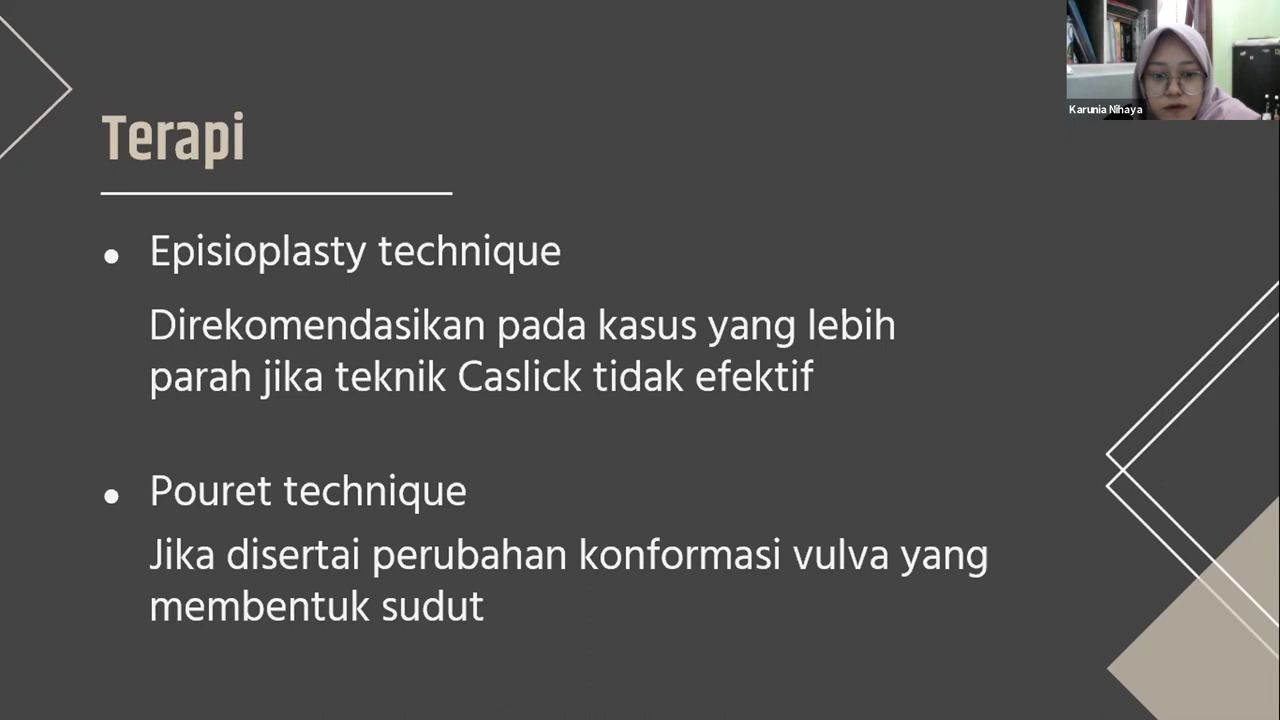 Karunia Nihaya
Terapi
Episioplasty technique
Direkomendasikan pada kasus yang lebih
parah jika teknik Caslick tidak efektif
Pouret technique
Jika disertai perubahan konformasi vulva yang
membentuk sudut